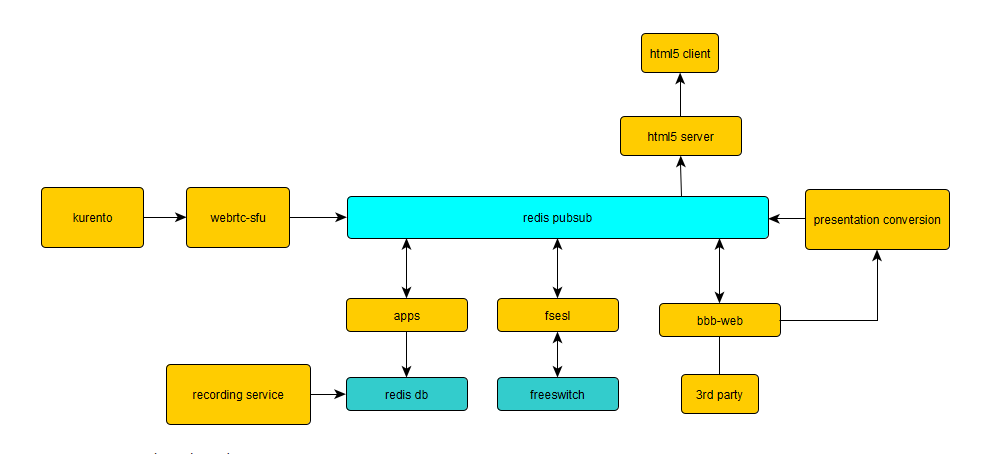 html5 client
html5 server
kurento
webrtc-sfu
redis pubsub
presentation conversion
apps
fsesl
bbb-web
recording service
redis db
freeswitch
3rd party